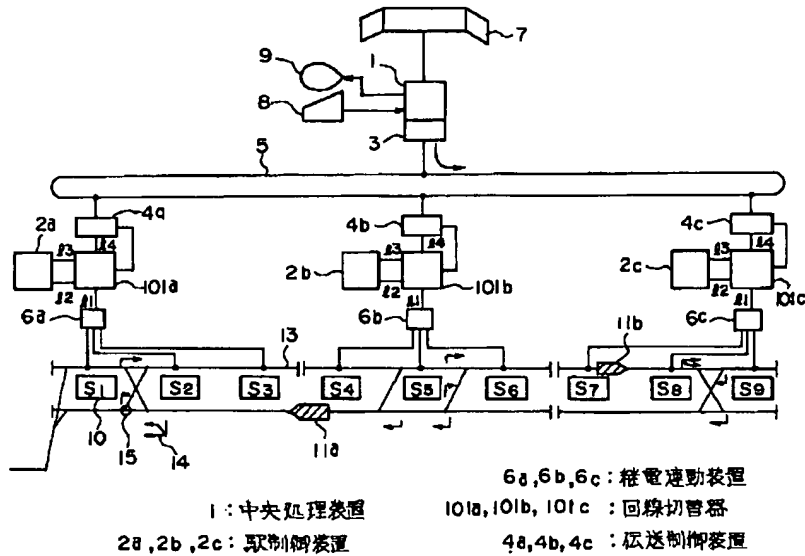 7
9
1
8
3
5
4a 4b 4c
2a l3 l4 2b l3 l4 2c l3 l4
l2 l1 101a l2 l1 101b l2 l1 101c
6a 6b 6c
13 11b
S1 S2 S3 S4 S5 S6 S7 S8 S9
10 15 14 11a
6a,6b,6c:継電連動装置
1:中央処理装置 101a,101b,101c:回線切替器
2a,2b,2c:駅制御装置 4a,4b,4c:伝送制御装置